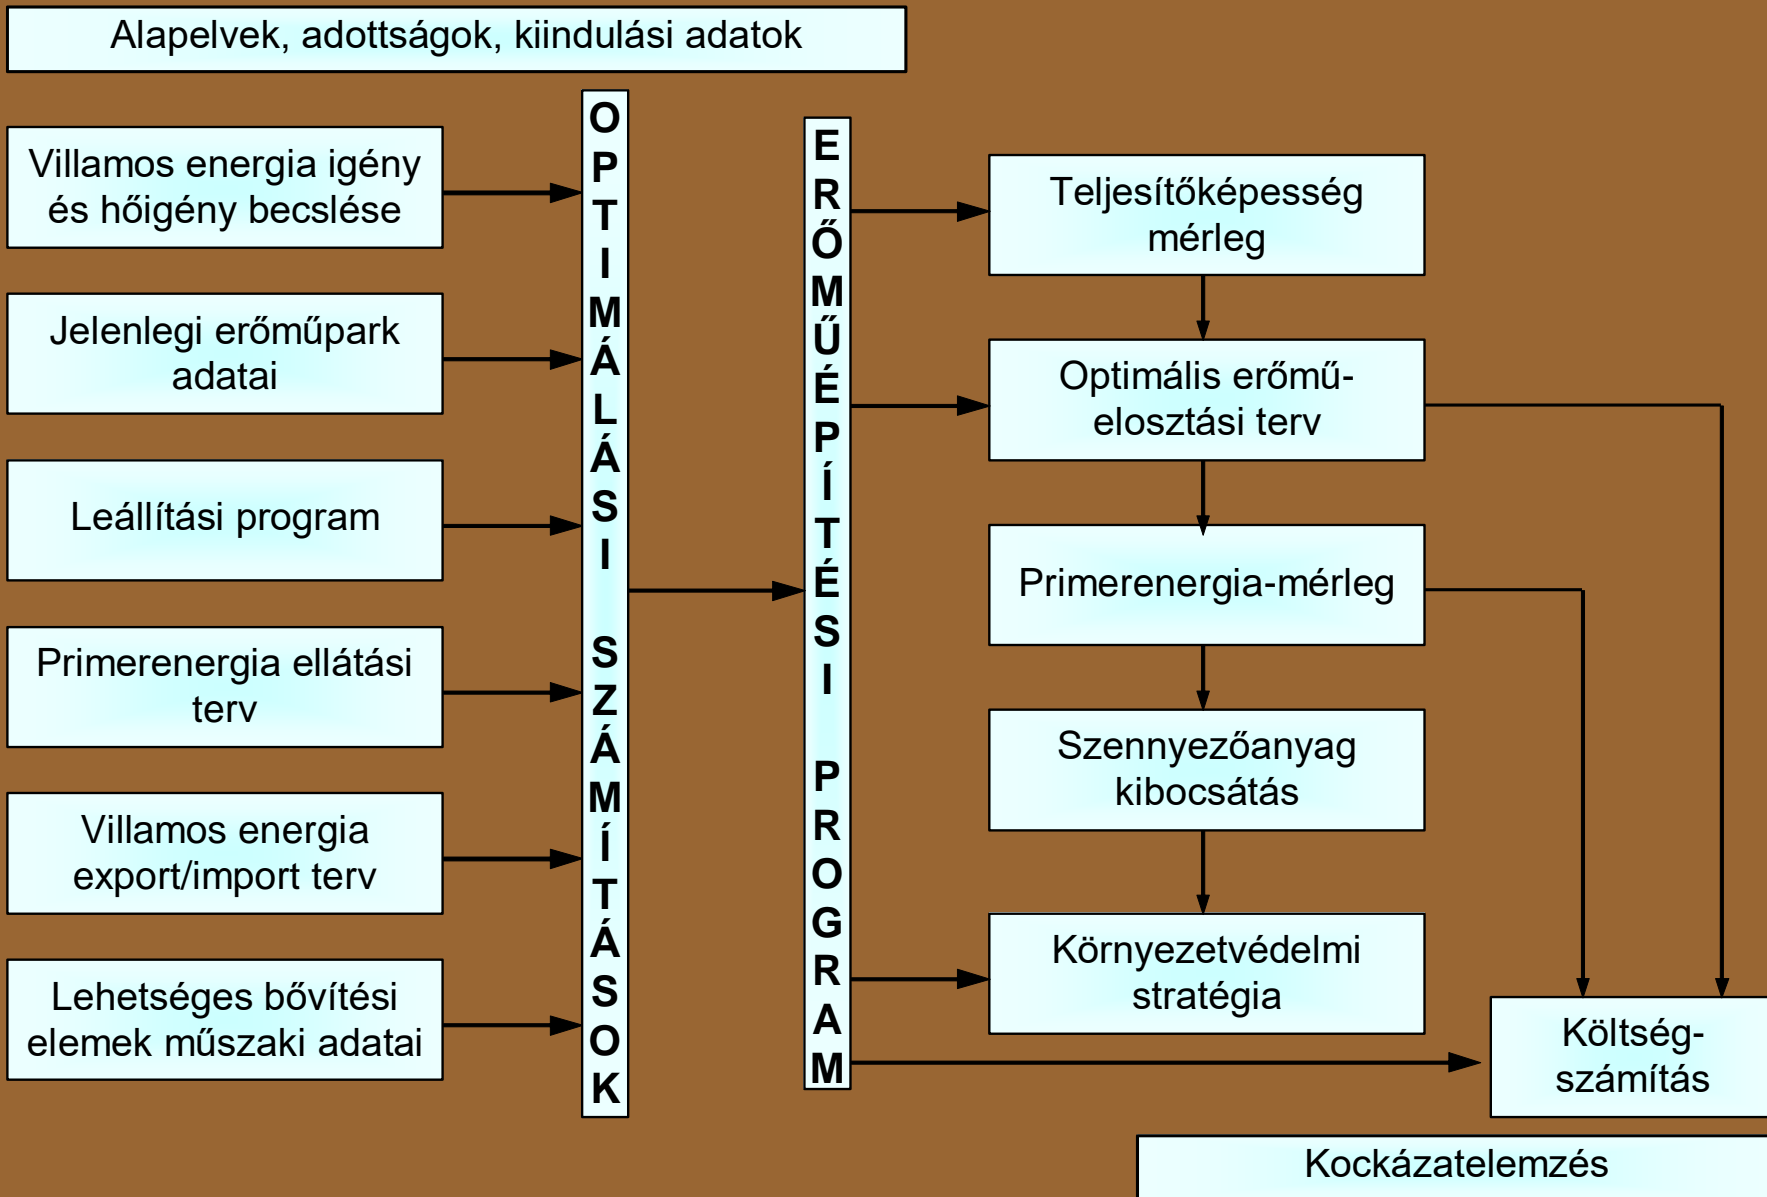 Alapelvek, adottságok, kiindulási adatok
Villamos energia igény
és hőigény becslése
Jelenlegi erőműpark
adatai
Leállítási program
Primerenergia ellátási
terv
Villamos energia
export/import terv
Lehetséges bővítési
elemek műszaki adatai
OPTIMÁLÁSI SZÁMÍTÁSOK
ERŐMŰÉPÍTÉSI PROGRAM
Teljesítőképesség
mérleg
Optimális erőmű-
elosztási terv
Primerenergia-mérleg
Szennyezőanyag
kibocsátás
Környezetvédelmi
stratégia
Költség-
számítás
Kockázatelemzés